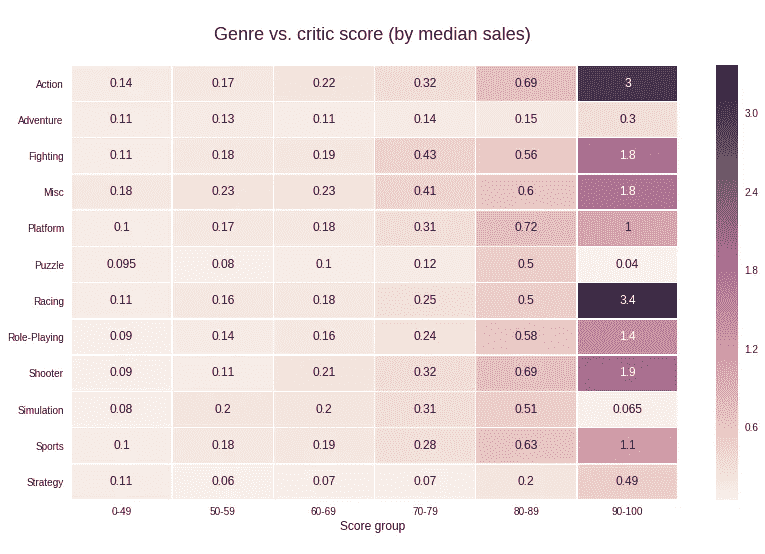 Genre vs. critic score (by median sales)
Action 0.14 0.17 0.22 0.32 0.69 3
Adventure 0.11 0.13 0.11 0.14 0.15 0.3
Fighting 0.11 0.18 0.19 0.43 0.56 1.8
Misc 0.18 0.23 0.23 0.41 0.6 1.8
Platform 0.1 0.17 0.18 0.31 0.72 1
Puzzle 0.095 0.08 0.1 0.12 0.5 0.04
Racing 0.11 0.16 0.18 0.25 0.5 3.4
Role-Playing 0.09 0.14 0.16 0.24 0.58 1.4
Shooter 0.09 0.11 0.21 0.32 0.69 1.9
Simulation 0.08 0.2 0.2 0.31 0.51 0.065
Sports 0.1 0.18 0.19 0.28 0.63 1.1
Strategy 0.11 0.06 0.07 0.07 0.2 0.49
0-49 50-59 60-69 70-79 80-89 90-100
Score group
3.0
2.4
1.8
1.2
0.6